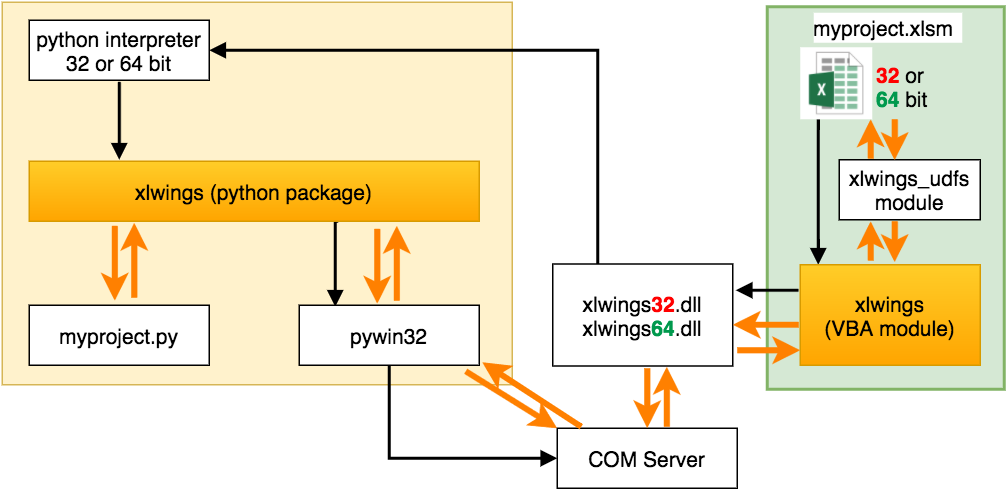 python interpreter
32 or 64 bit
xlwings (python package)
myproject.py
pywin32
xlwings32.dll
xlwings64.dll
COM Server
myproject.xlsm
X
32 or
64 bit
xlwings_udfs
module
xlwings
(VBA module)